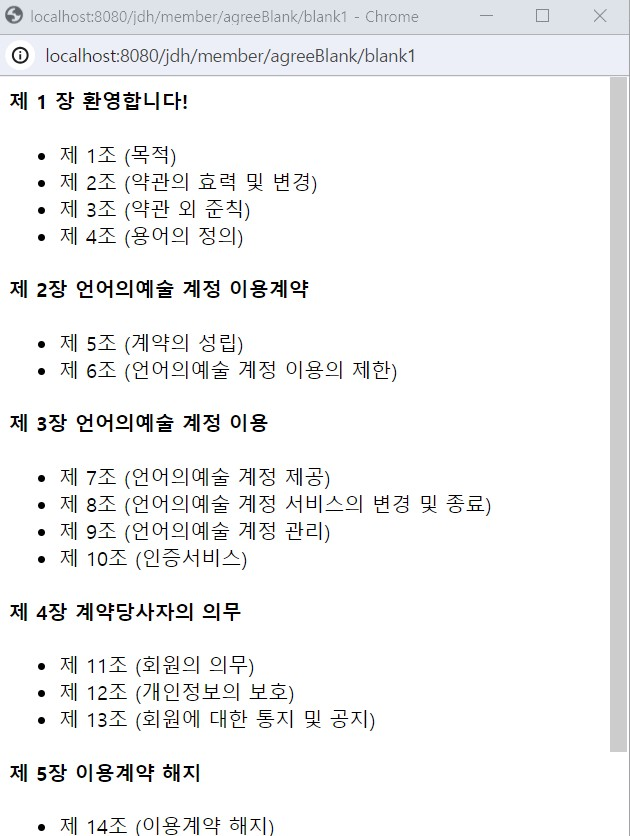 localhost:8080/jdh/member/agreeBlank/blank1 - Chrome
localhost:8080/jdh/member/agreeBlank/blank1
제 1 장 환영합니다!
제 1조 (목적)
제 2조 (약관의 효력 및 변경)
제 3조 (약관 외 준칙)
제 4조 (용어의 정의)
제 2장 언어의예술 계정 이용계약
제 5조 (계약의 성립)
제 6조 (언어의예술 계정 이용의 제한)
제 3장 언어의예술 계정 이용
제 7조 (언어의예술 계정 제공)
제 8조 (언어의예술 계정 서비스의 변경 및 종료)
제 9조 (언어의예술 계정 관리)
제 10조 (인증서비스)
제 4장 계약당사자의 의무
제 11조 (회원의 의무)
제 12조 (개인정보의 보호)
제 13조 (회원에 대한 통지 및 공지)
제 5장 이용계약 해지
제 14조 (이용계약 해지)